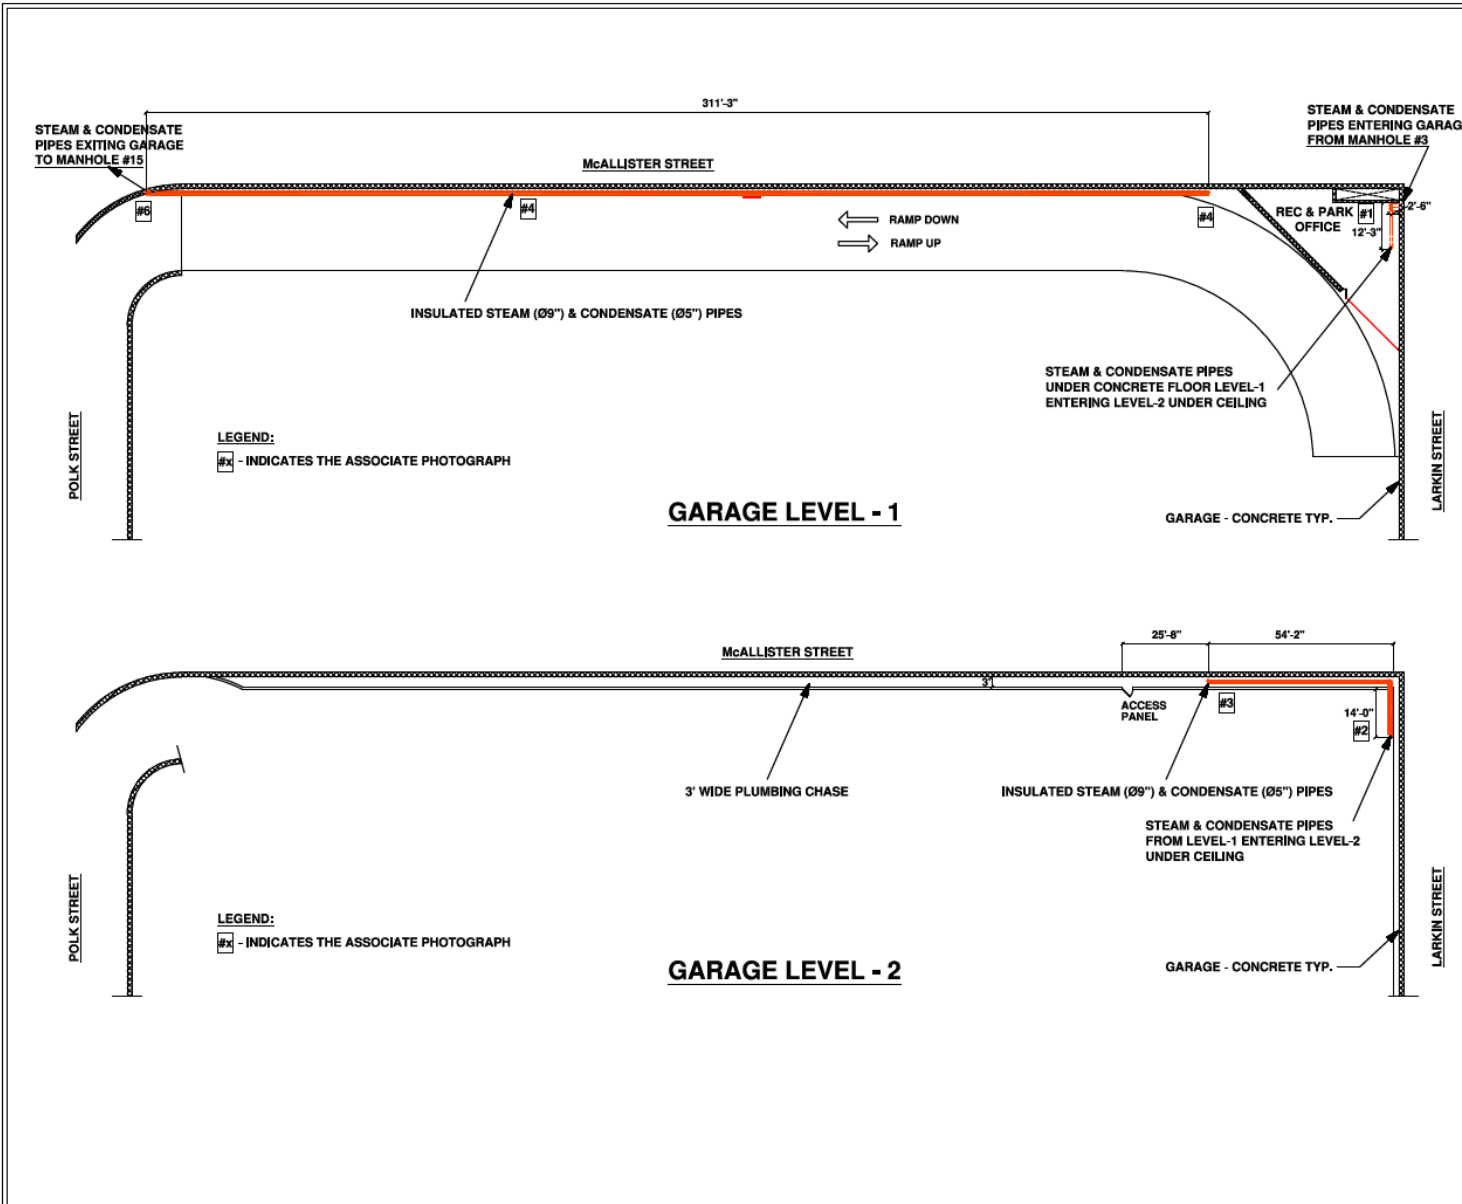 311'-3"
STEAM & CONDENSATE
PIPES EXITING GARAGE
TO MANHOLE #15
STEAM & CONDENSATE
PIPES ENTERING GARAG
FROM MANHOLE #3
McALLISTER STREET
#6
#4
#4
RAMP DOWN
RAMP UP
REC & PARK
OFFICE
#1
2'-6"
12'-3"
INSULATED STEAM (Ø9") & CONDENSATE (Ø5") PIPES
STEAM & CONDENSATE PIPES
UNDER CONCRETE FLOOR LEVEL-1
ENTERING LEVEL-2 UNDER CEILING
POLK STREET
LEGEND:
#x - INDICATES THE ASSOCIATE PHOTOGRAPH
GARAGE LEVEL - 1
GARAGE - CONCRETE TYP.
LARKIN STREET
25'-8"
54'-2"
McALLISTER STREET
3'
ACCESS
PANEL
#3
14'-0"
#2
3' WIDE PLUMBING CHASE
INSULATED STEAM (Ø9") & CONDENSATE (Ø5") PIPES
STEAM & CONDENSATE PIPES
FROM LEVEL-1 ENTERING LEVEL-2
UNDER CEILING
POLK STREET
LEGEND:
#x - INDICATES THE ASSOCIATE PHOTOGRAPH
GARAGE LEVEL - 2
GARAGE - CONCRETE TYP.
LARKIN STREET